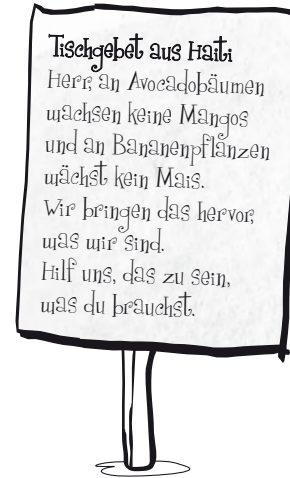 Tischgebet aus Haiti
Herr, an Avocadobäumen
wachsen keine Mangos
und an Bananenpflanzen
wächst kein Mais.
Wir bringen das hervor,
was wir sind.
Hilf uns, das zu sein,
was du brauchst.